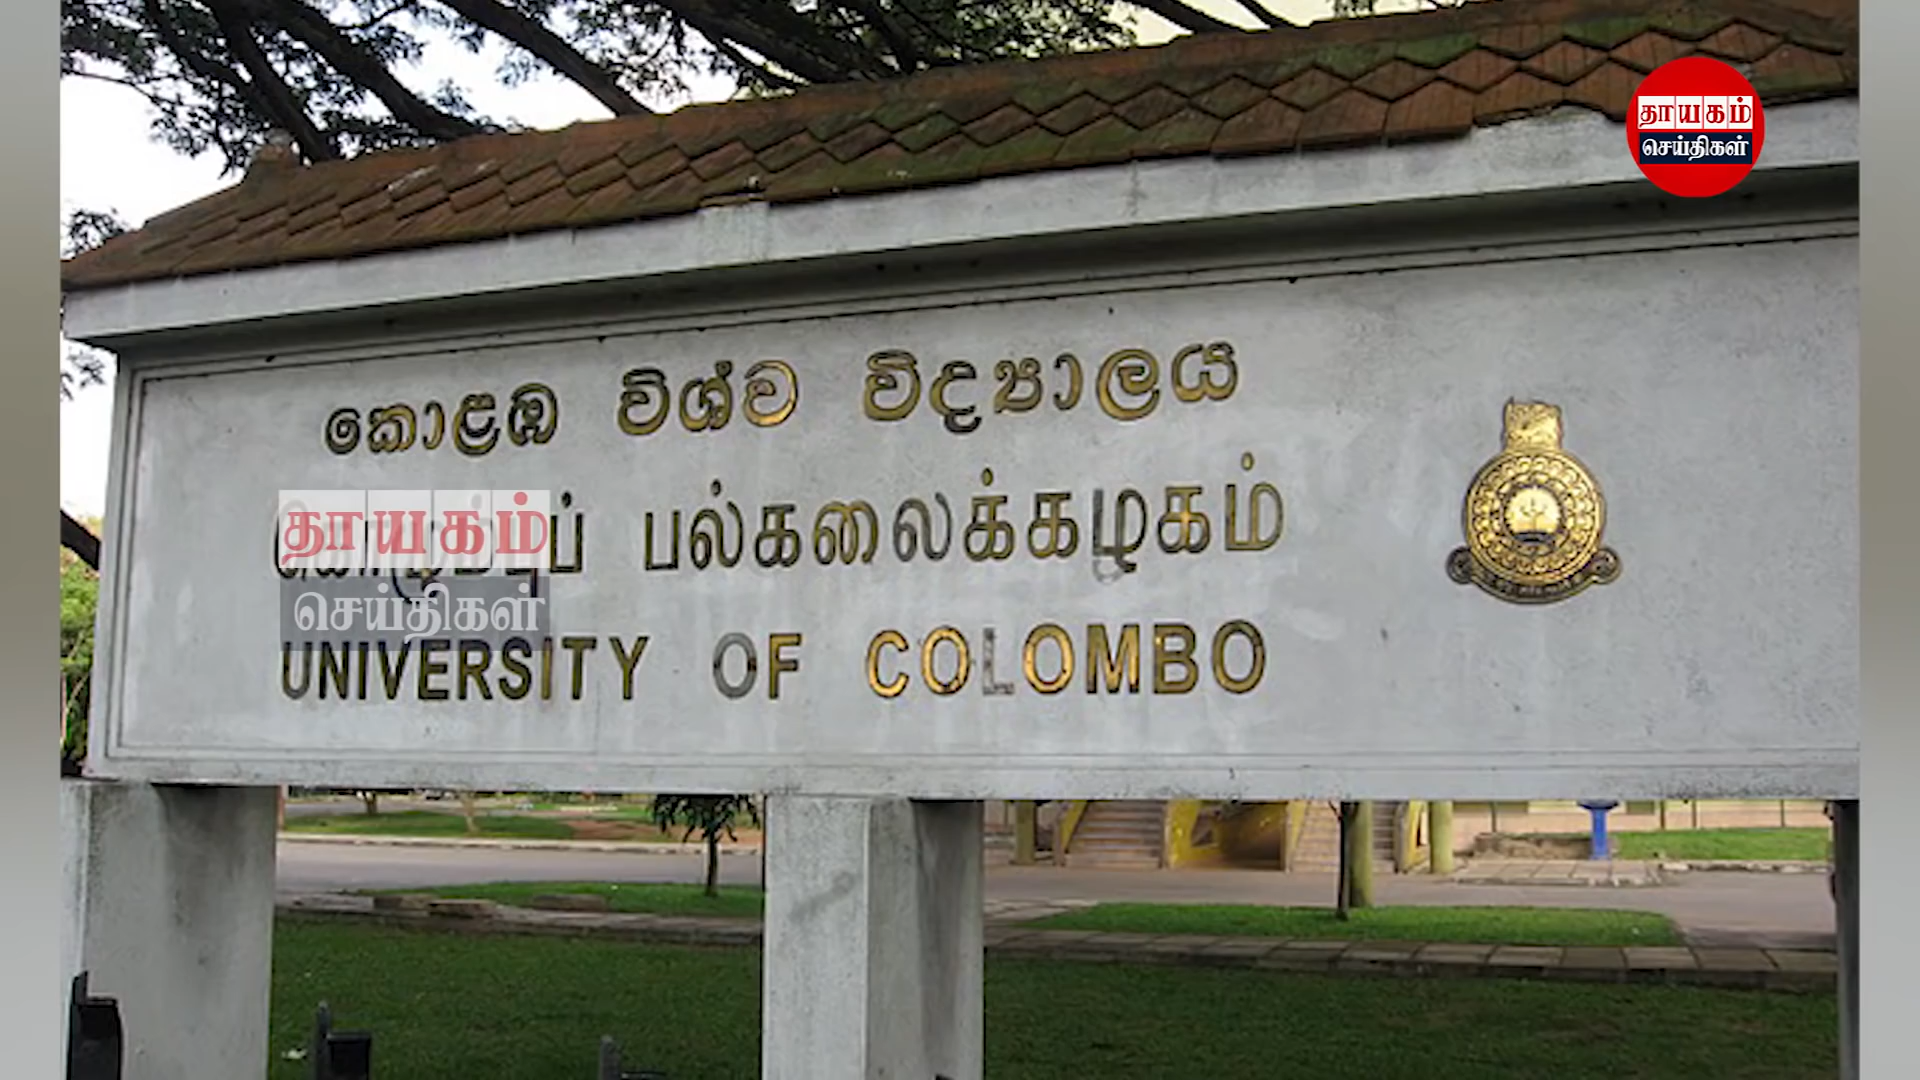 தாயகம்
செய்திகள்
කොළඹ විශ්ව විද්‍යාලය
பல்கலைக்கழகம்
தாயகம்
செய்திகள்
UNIVERSITY OF COLOMBO